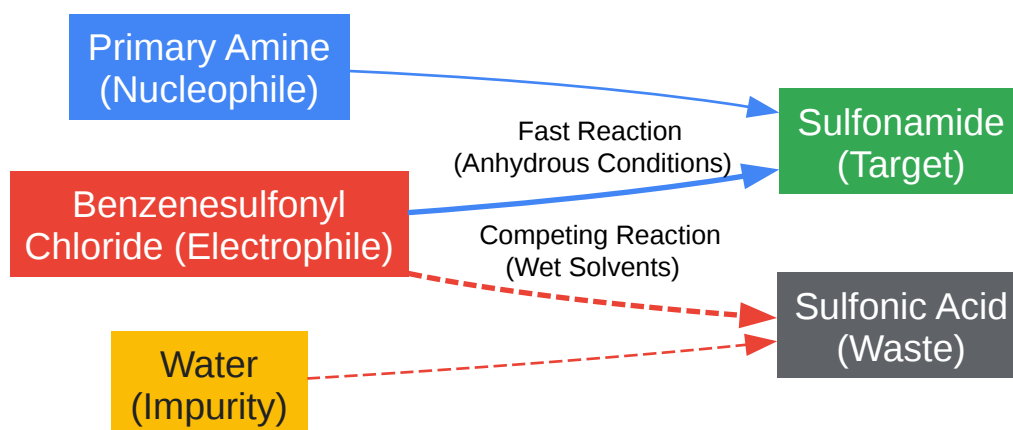 Primary Amine
(Nucleophile)
Fast Reaction
(Anhydrous Conditions)
Sulfonamide
(Target)
Benzenesulfonyl
Chloride (Electrophile)
Competing Reaction
(Wet Solvents)
Sulfonic Acid
(Waste)
Water
(Impurity)